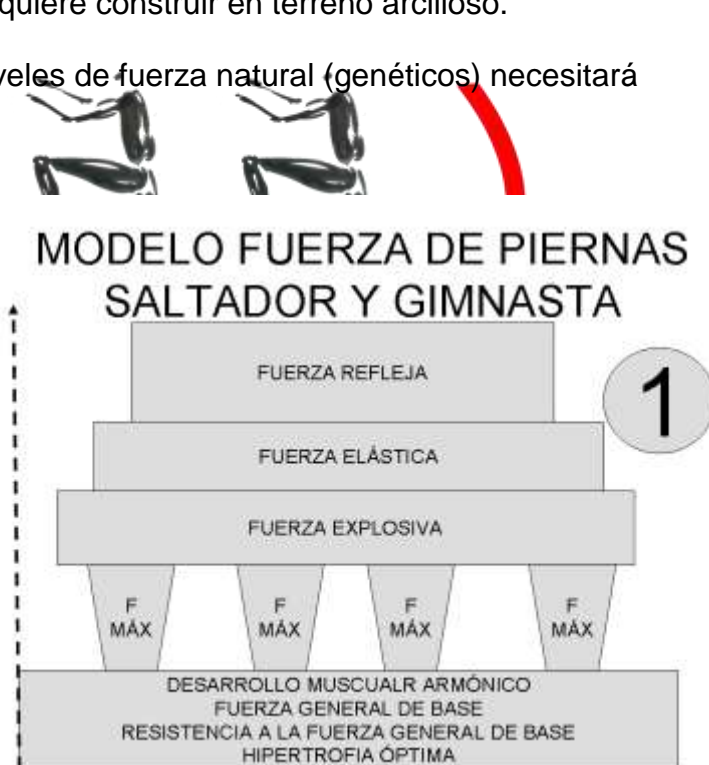 quiere construir en terreno arcilloso.
veles de fuerza natural (genéticos) necesitará
MODELO FUERZA DE PIERNAS
SALTADOR Y GIMNASTA
FUERZA REFLEJA
1
FUERZA ELÁSTICA
FUERZA EXPLOSIVA
F F F F
MÁX MÁX MÁX MÁX
DESARROLLO MUSCUALR ARMÓNICO
FUERZA GENERAL DE BASE
RESISTENCIA A LA FUERZA GENERAL DE BASE
HIPERTROFIA ÓPTIMA